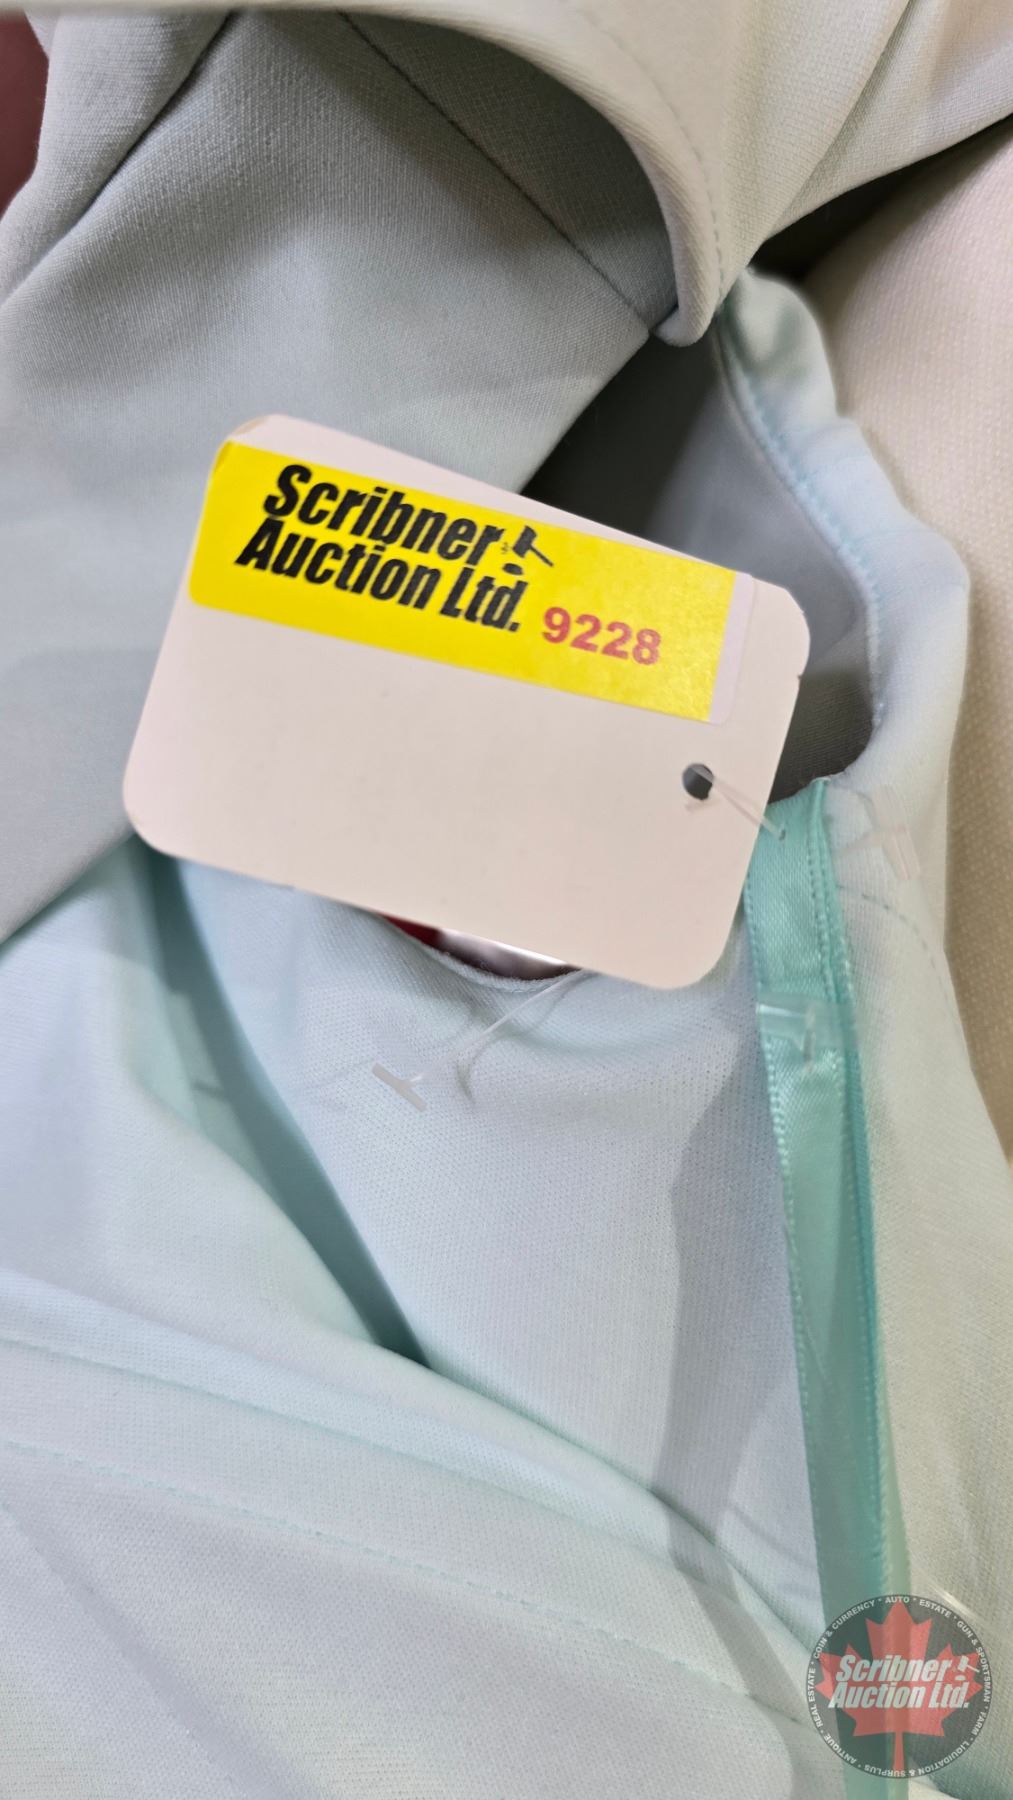 Scribner
Auction Ltd.
9228
COIN & CURRENCY • AUTO • ESTATE • GUN & SPORTSMAN • FARM • LIQUIDATION & SURPLUS • ANTIQUE • REAL ESTATE •
Scribner
Auction Ltd.